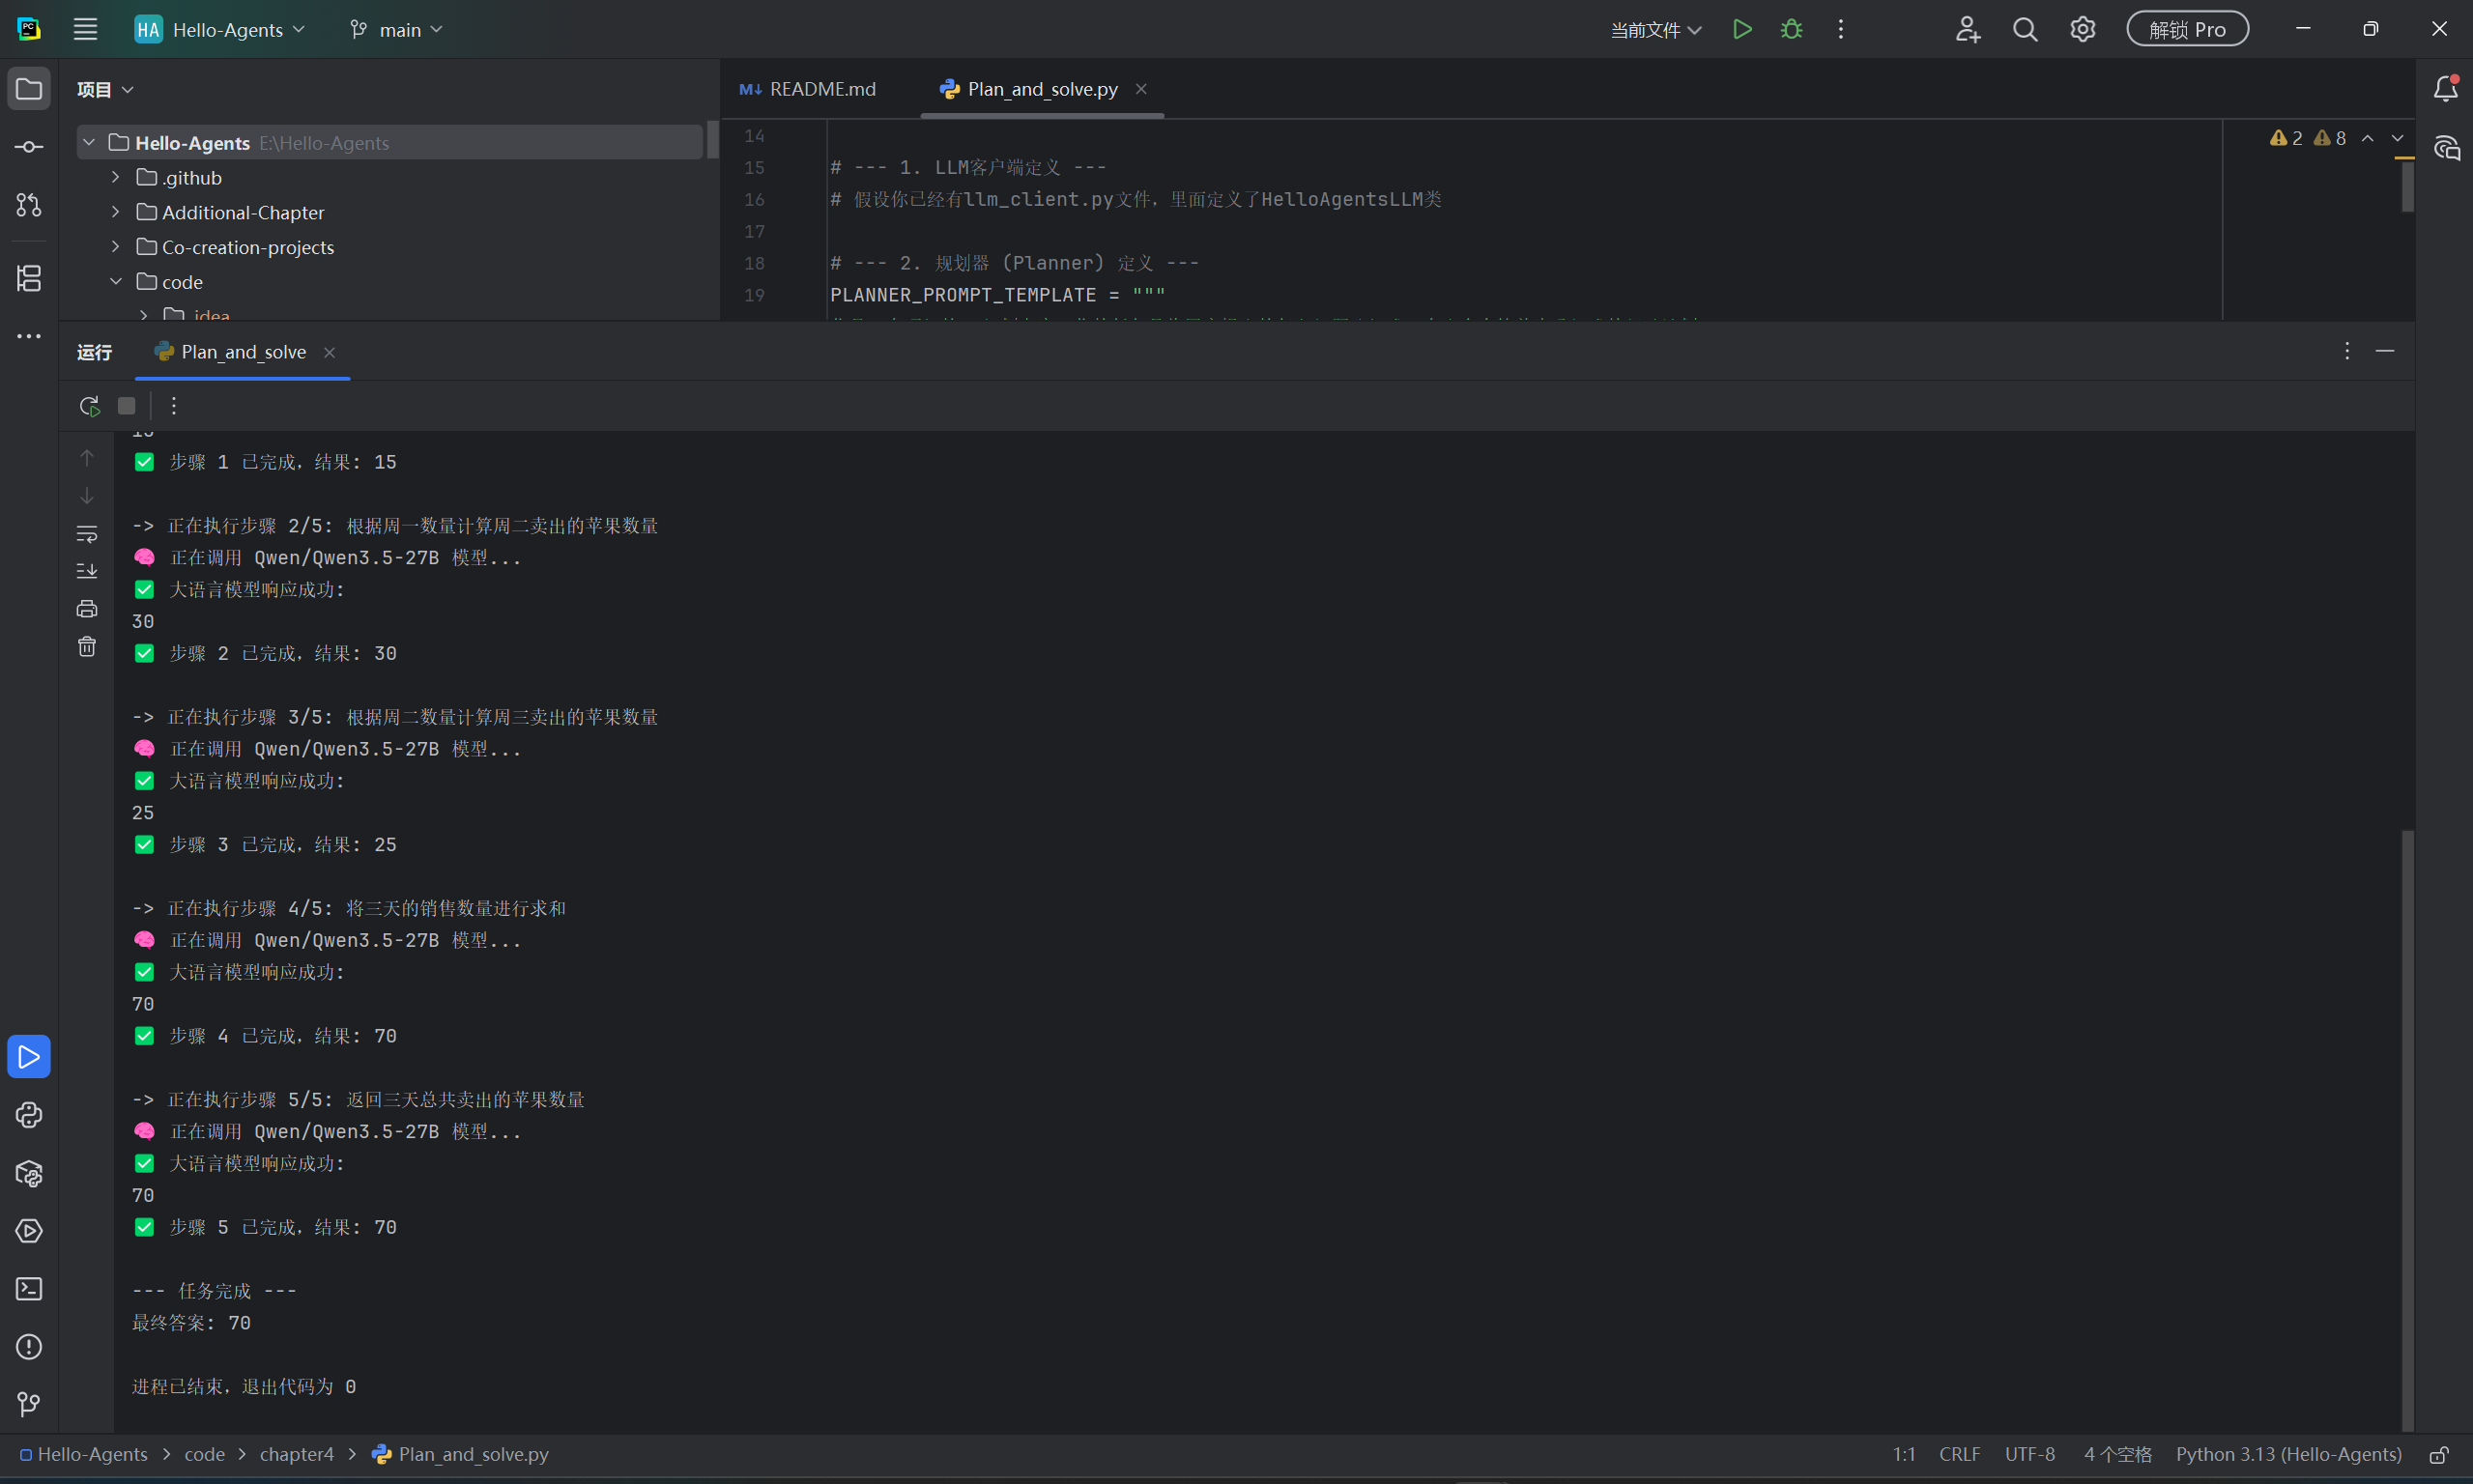 PC
HA Hello-Agents main 当前文件 解锁 Pro
项目
README.md Plan_and_solve.py
Hello-Agents E:\Hello-Agents
.github
Additional-Chapter
Co-creation-projects
code
.idea
2 8
14
15 # --- 1. LLM客户端定义 ---
16 # 假设你已经有llm_client.py文件，里面定义了HelloAgentsLLM类
17
18 # --- 2. 规划器 (Planner) 定义 ---
19 PLANNER_PROMPT_TEMPLATE = """
运行 Plan_and_solve
✅ 步骤 1 已完成，结果: 15
-> 正在执行步骤 2/5: 根据周一数量计算周二卖出的苹果数量
🧠 正在调用 Qwen/Qwen3.5-27B 模型...
✅ 大语言模型响应成功:
30
✅ 步骤 2 已完成，结果: 30
-> 正在执行步骤 3/5: 根据周二数量计算周三卖出的苹果数量
🧠 正在调用 Qwen/Qwen3.5-27B 模型...
✅ 大语言模型响应成功:
25
✅ 步骤 3 已完成，结果: 25
-> 正在执行步骤 4/5: 将三天的销售数量进行求和
🧠 正在调用 Qwen/Qwen3.5-27B 模型...
✅ 大语言模型响应成功:
70
✅ 步骤 4 已完成，结果: 70
-> 正在执行步骤 5/5: 返回三天总共卖出的苹果数量
🧠 正在调用 Qwen/Qwen3.5-27B 模型...
✅ 大语言模型响应成功:
70
✅ 步骤 5 已完成，结果: 70
--- 任务完成 ---
最终答案: 70
进程已结束，退出代码为 0
Hello-Agents > code > chapter4 > Plan_and_solve.py 1:1 CRLF UTF-8 4 个空格 Python 3.13 (Hello-Agents)